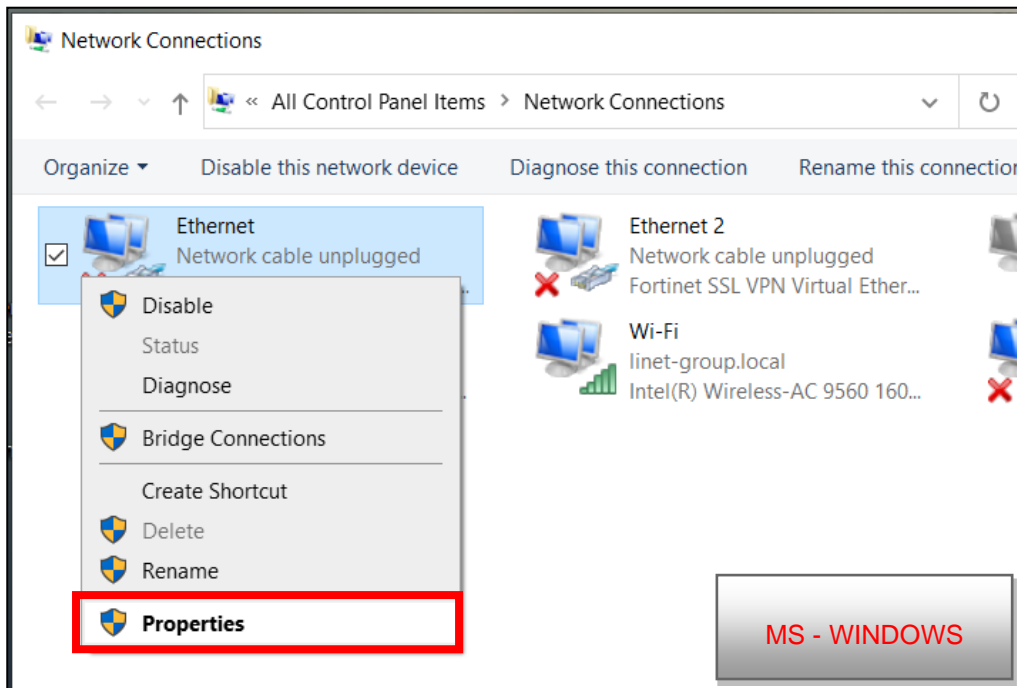 Network Connections
« All Control Panel Items > Network Connections
Organize Disable this network device Diagnose this connection Rename this connection
Ethernet
Network cable unplugged
Ethernet 2
Network cable unplugged
Fortinet SSL VPN Virtual Ether...
Wi-Fi
linet-group.local
Intel(R) Wireless-AC 9560 160...
Disable
Status
Diagnose
Bridge Connections
Create Shortcut
Delete
Rename
Properties
MS - WINDOWS